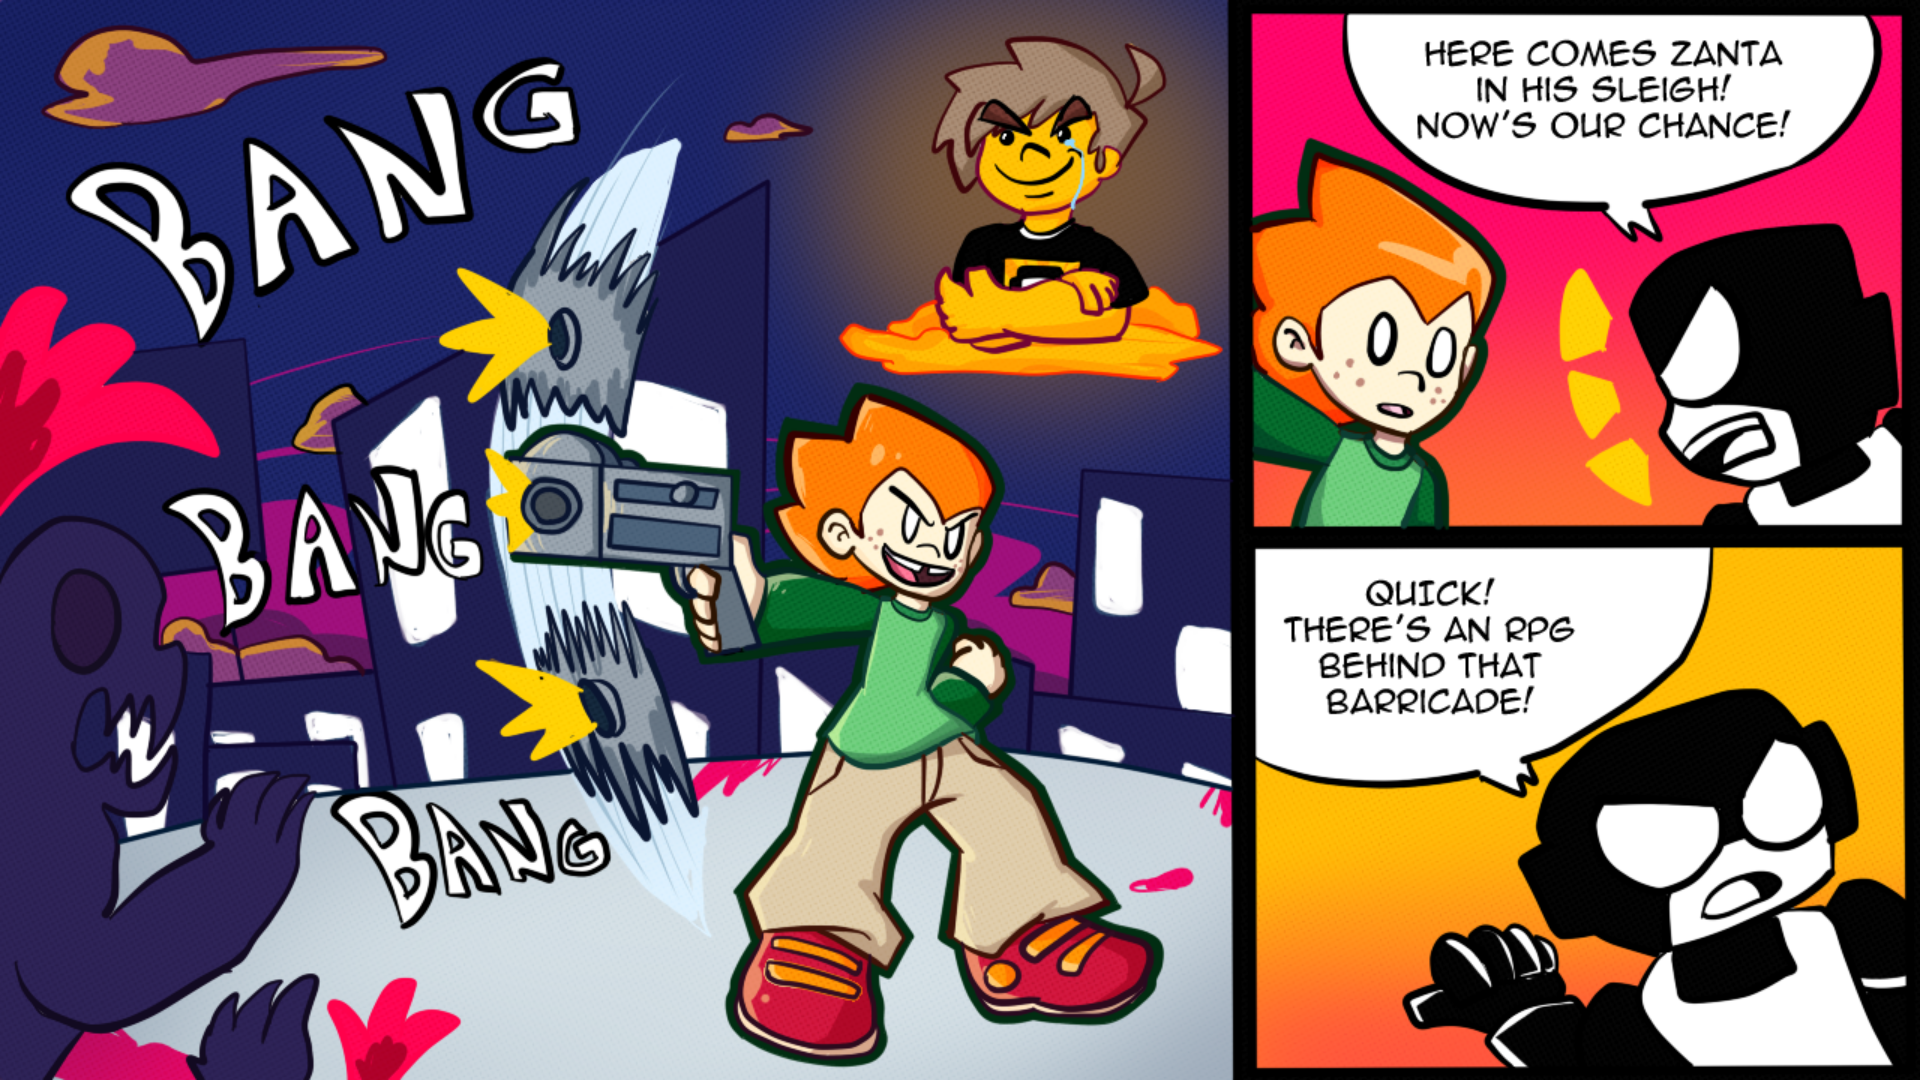 BANG
BANG
BANG
HERE COMES ZANTA
IN HIS SLEIGH!
NOW'S OUR CHANCE!
QUICK!
THERE'S AN RPG
BEHIND THAT
BARRICADE!